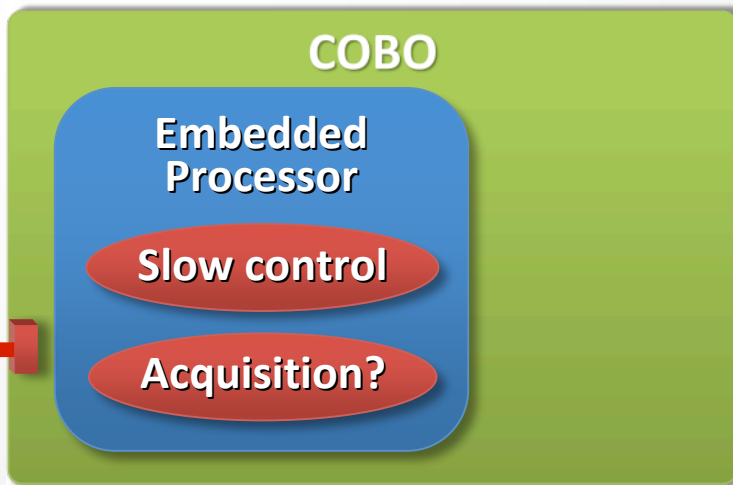 COBO
Embedded
Processor
Slow control
Acquisition?